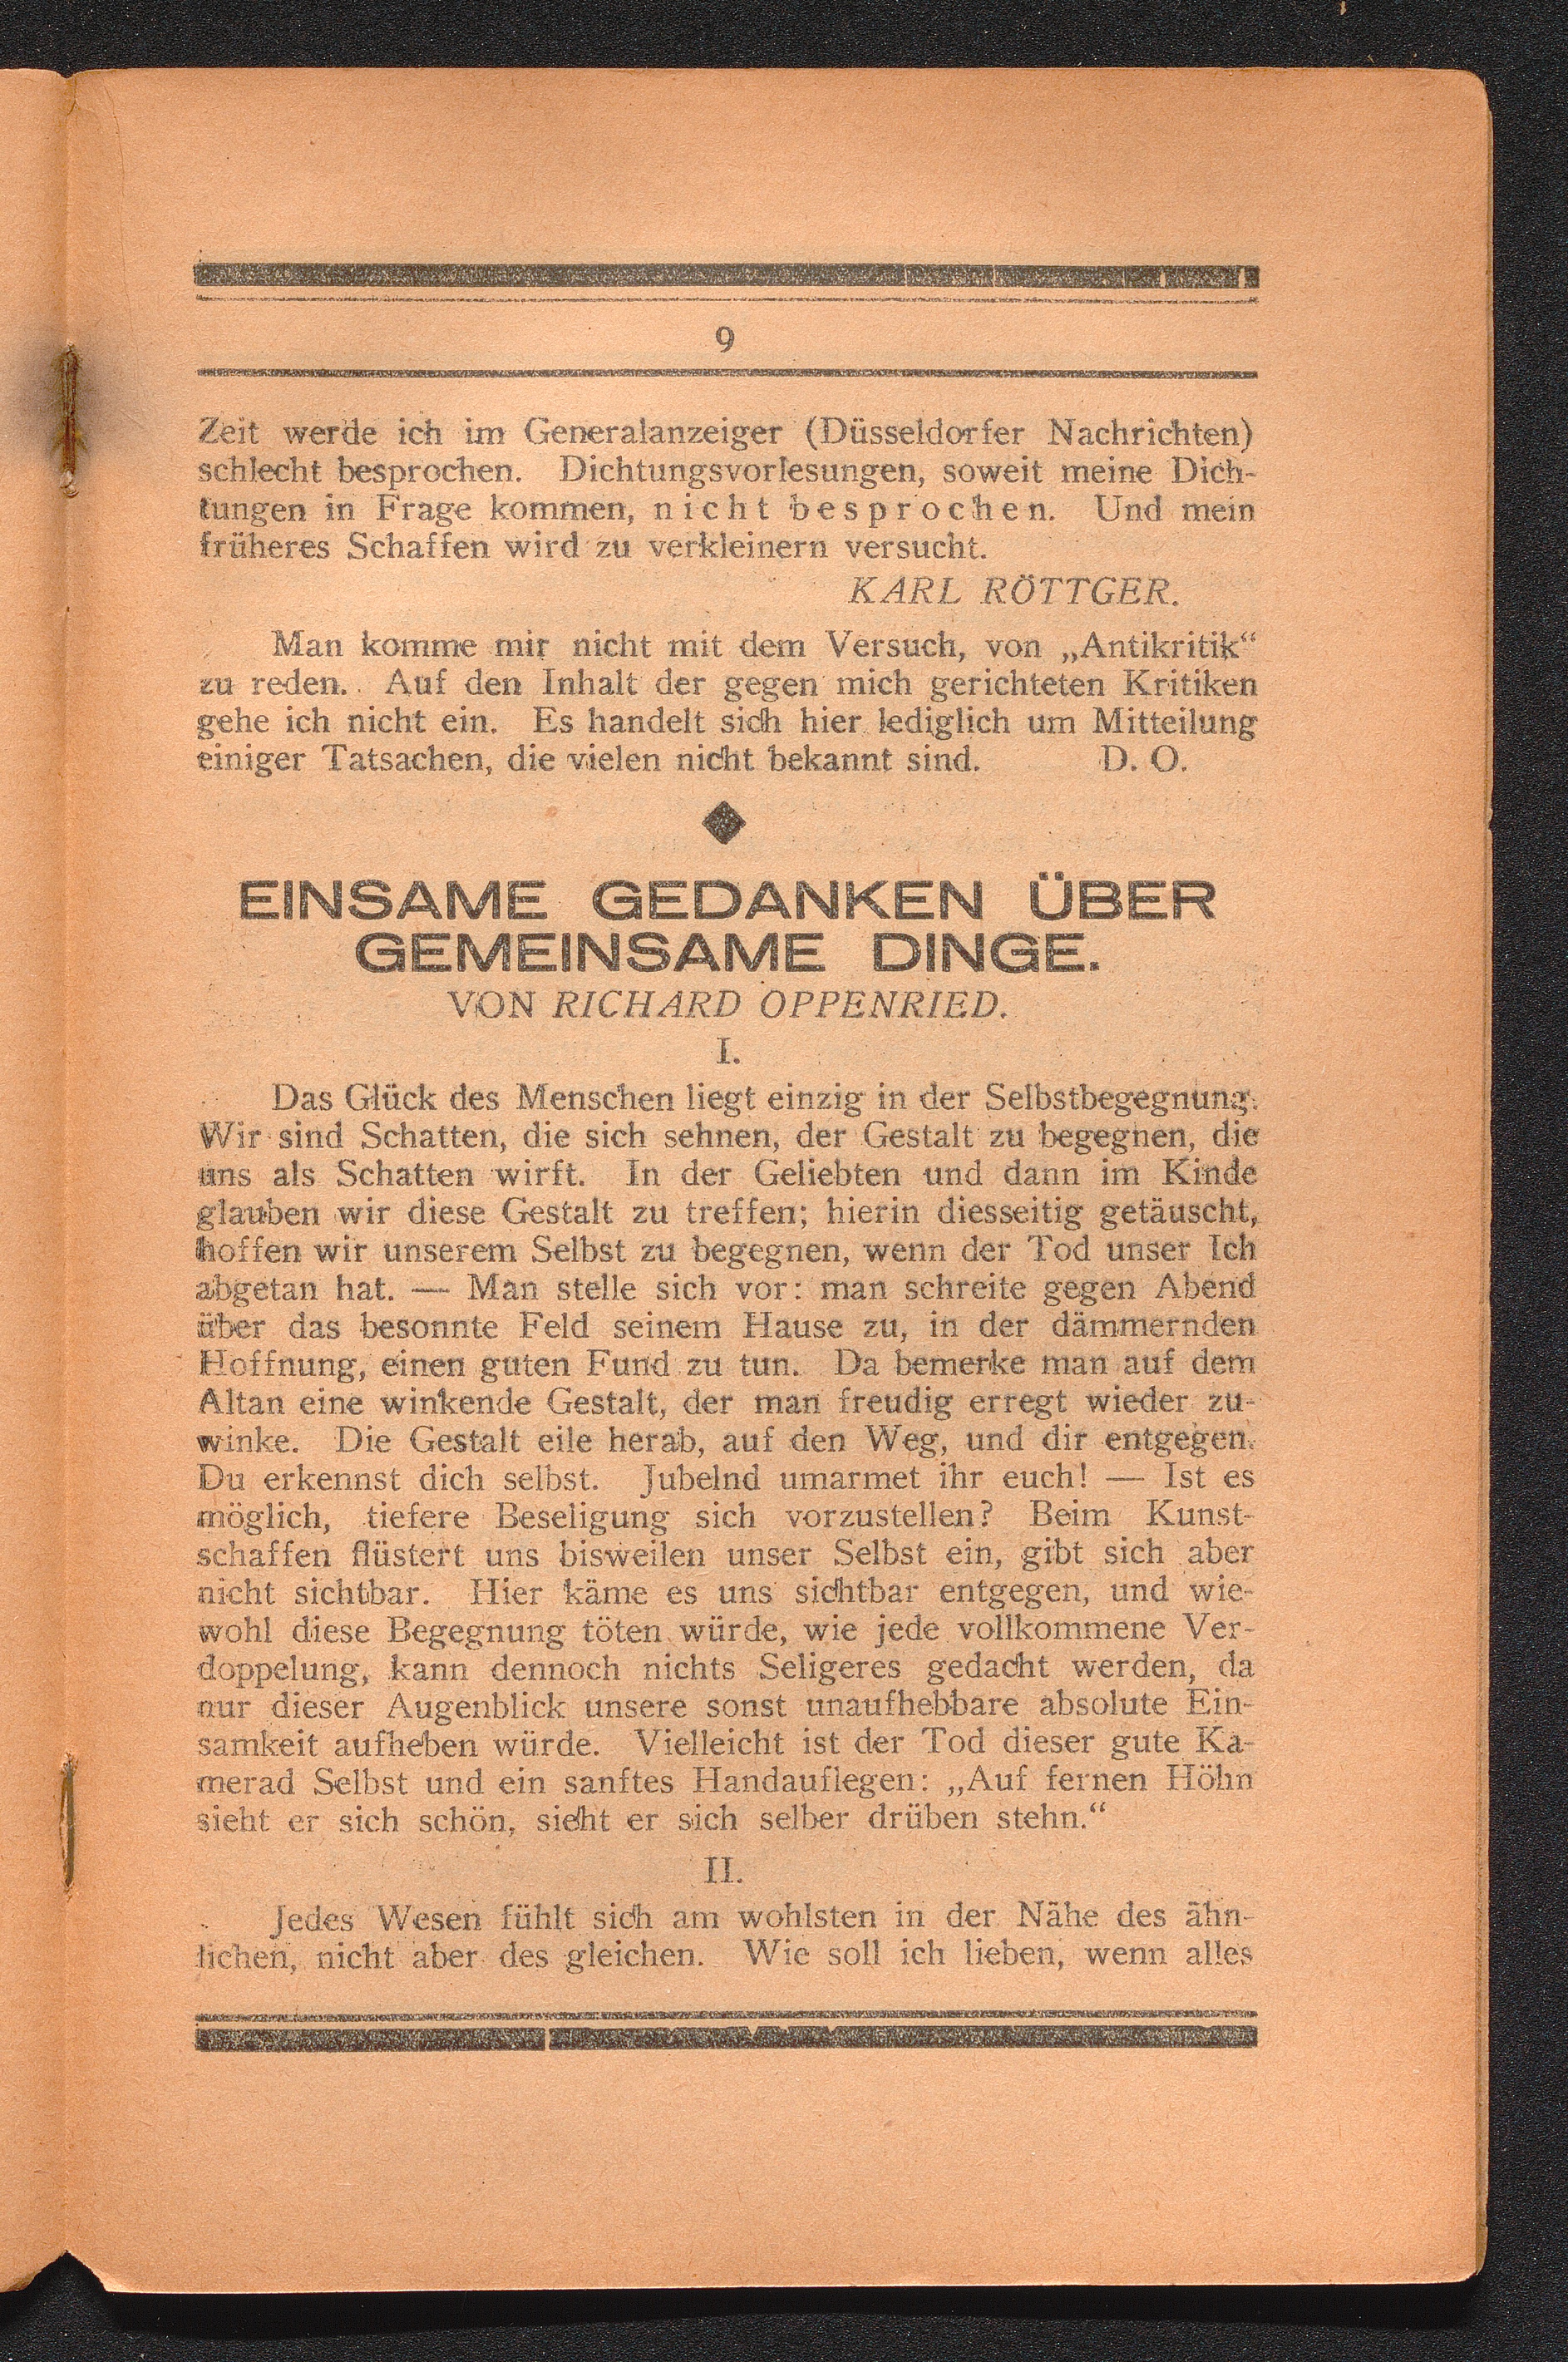 9
Zeit werde ich im Generalanzeiger (Düsseldorfer Nachrichten)
schlecht besprochen. Dichtungsvorlesungen, soweit meine Dich-
tungen in Frage kommen, nicht besprochen. Und mein
früheres Schaffen wird zu verkleinern versucht.
KARL RÖTTGER.
Man komme mir nicht mit dem Versuch, von „Antikritik“
zu reden. Auf den Inhalt der gegen mich gerichteten Kritiken
gehe ich nicht ein. Es handelt sich hier lediglich um Mitteilung
einiger Tatsachen, die vielen nicht bekannt sind. D. O.
EINSAME GEDANKEN ÜBER
GEMEINSAME DINGE.
VON RICHARD OPPENRIED.
I.
Das Glück des Menschen liegt einzig in der Selbstbegegnung.
Wir sind Schatten, die sich sehnen, der Gestalt zu begegnen, die
uns als Schatten wirft. In der Geliebten und dann im Kinde
glauben wir diese Gestalt zu treffen; hierin diesseitig getäuscht,
hoffen wir unserem Selbst zu begegnen, wenn der Tod unser Ich
abgetan hat. — Man stelle sich vor: man schreite gegen Abend
über das besonnte Feld seinem Hause zu, in der dämmernden
Hoffnung, einen guten Fund zu tun. Da bemerke man auf dem
Altan eine winkende Gestalt, der man freudig erregt wieder zu-
winke. Die Gestalt eile herab, auf den Weg, und dir entgegen.
Du erkennst dich selbst. Jubelnd umarmet ihr euch! — Ist es
möglich, tiefere Beseligung sich vorzustellen? Beim Kunst-
schaffen flüstert uns bisweilen unser Selbst ein, gibt sich aber
nicht sichtbar. Hier käme es uns sichtbar entgegen, und wie-
wohl diese Begegnung töten würde, wie jede vollkommene Ver-
doppelung, kann dennoch nichts Seligeres gedacht werden, da
nur dieser Augenblick unsere sonst unaufhebbare absolute Ein-
samkeit aufheben würde. Vielleicht ist der Tod dieser gute Ka-
merad Selbst und ein sanftes Handauflegen: „Auf fernen Höhn
sieht er sich schön, sieht er sich selber drüben stehn.“
II.
Jedes Wesen fühlt sich am wohlsten in der Nähe des ähn-
lichen, nicht aber des gleichen. Wie soll ich lieben, wenn alles